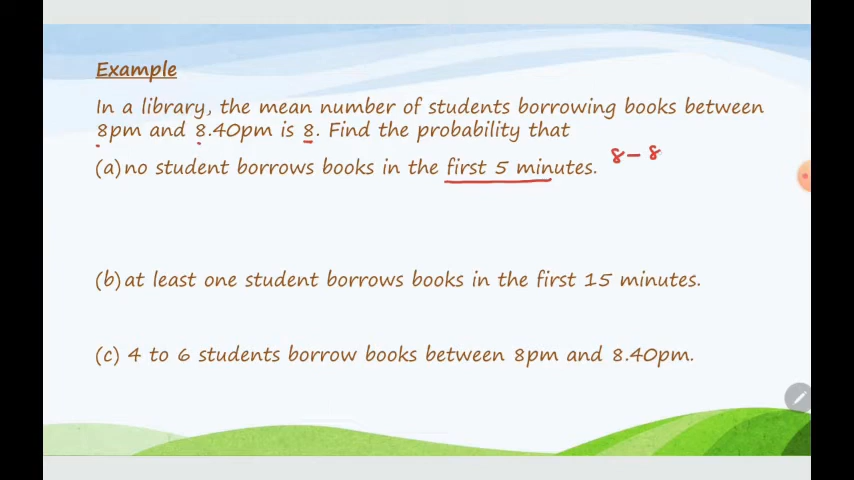 Example
In a library, the mean number of students borrowing books between
8pm and 8.40pm is 8. Find the probability that
(a) no student borrows books in the first 5 minutes. 8 – 8
(b) at least one student borrows books in the first 15 minutes.
(c) 4 to 6 students borrow books between 8pm and 8.40pm.